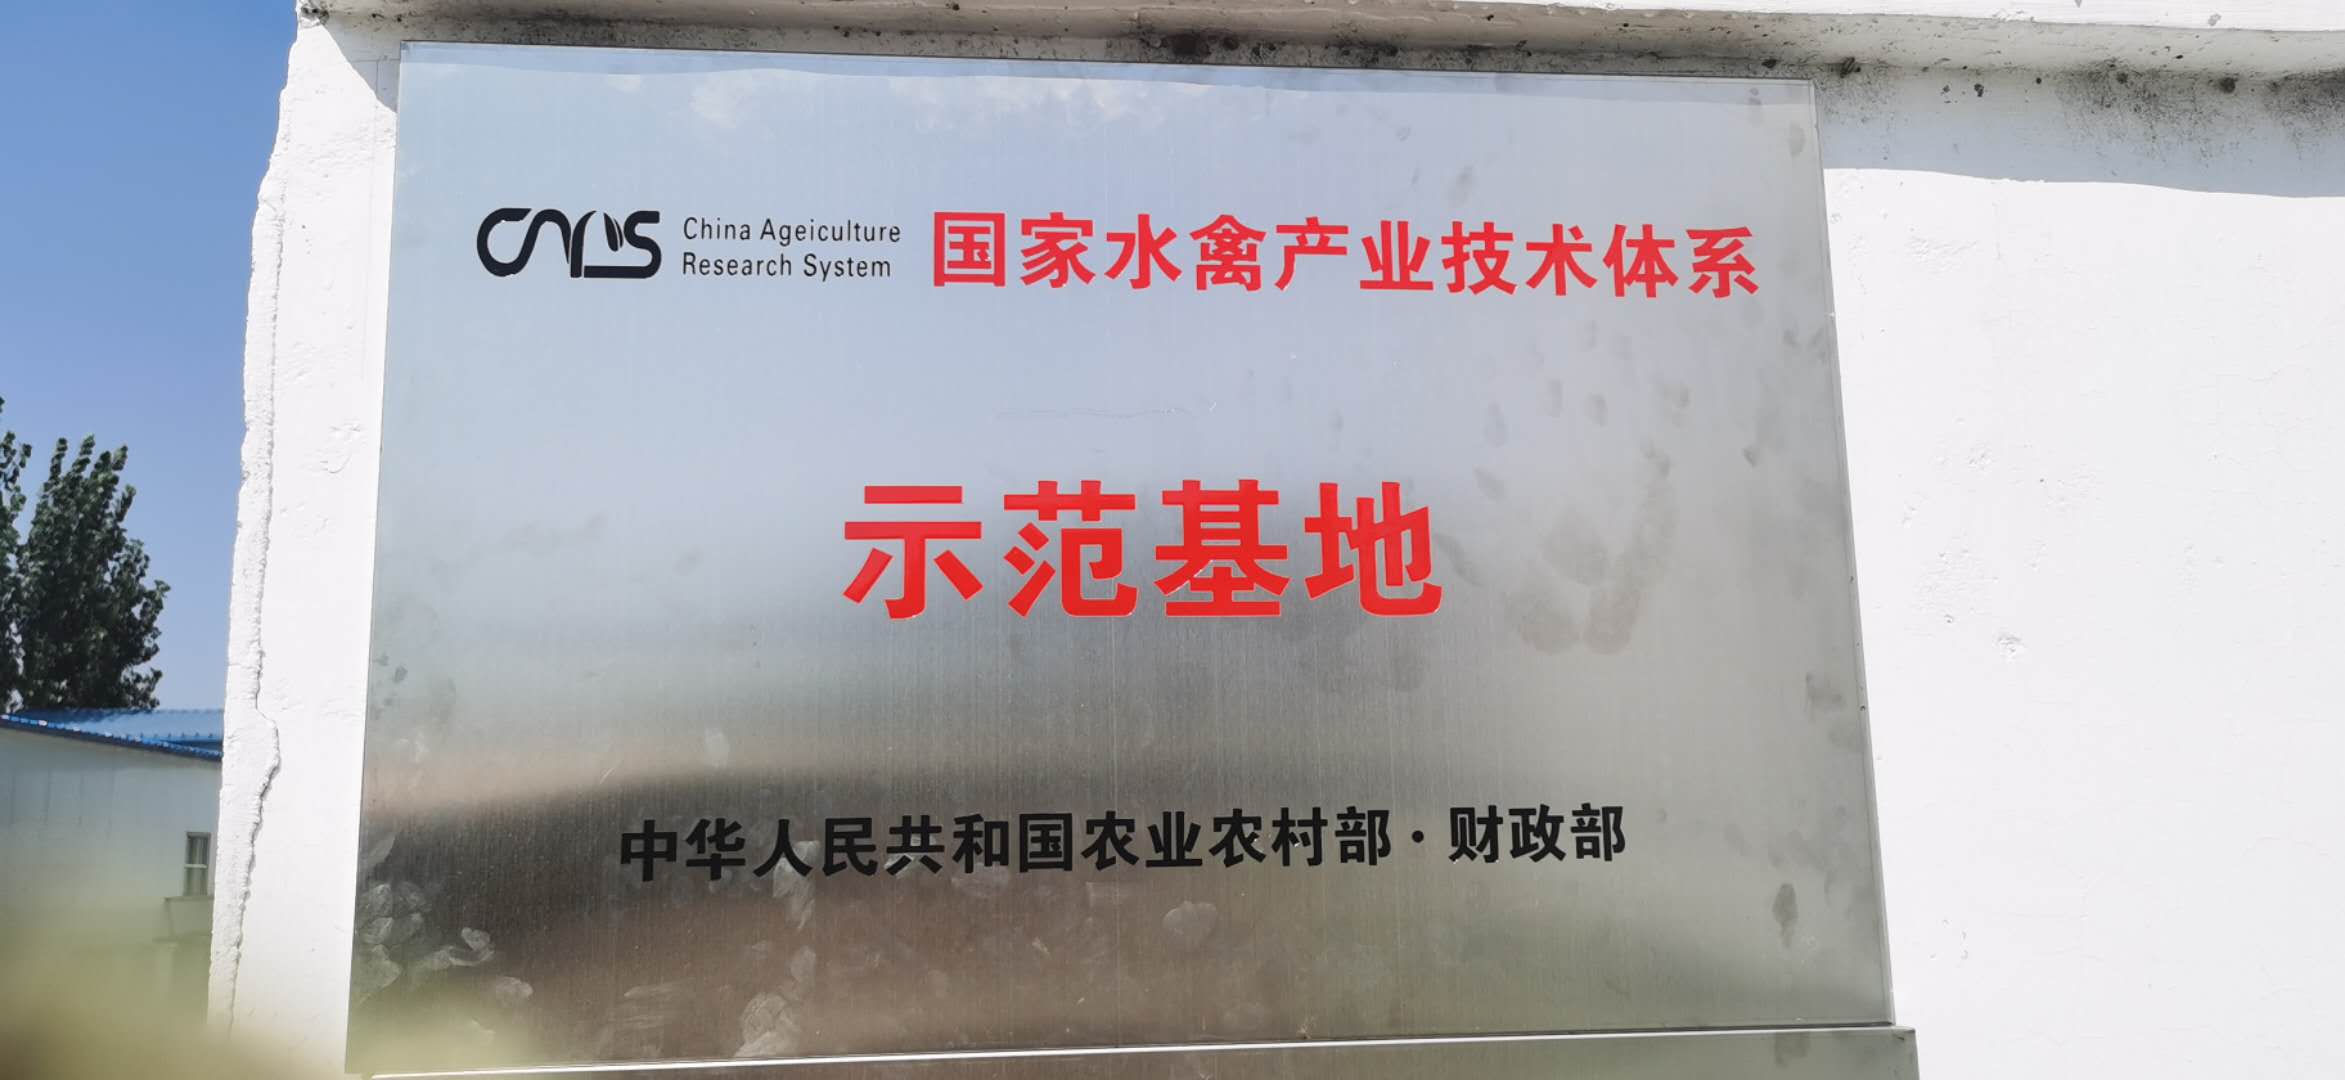 CARS China Ageiculture 国家水禽产业技术体系
Research System
示范基地
中华人民共和国农业农村部·财政部